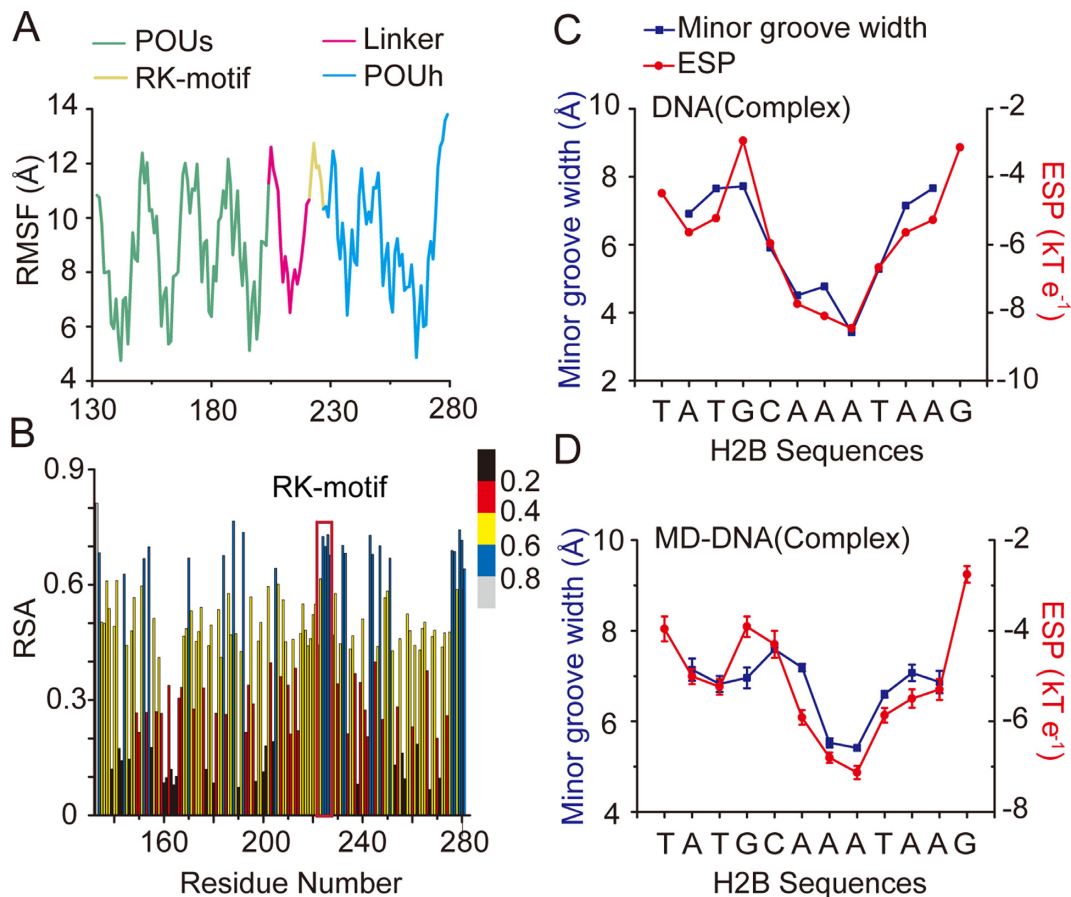 A
POUs
RK-motif
Linker
POUh
RMSF (Å)
14
12
10
8
6
4
130
180
230
280
B
RK-motif
0.2
0.4
0.6
0.8
RSA
0.9
0.6
0.3
0
160
200
240
280
Residue Number
C
Minor groove width
ESP
DNA(Complex)
Minor groove width (Å)
10
8
6
4
2
-2
-4
-6
-8
-10
ESP (kT e-1)
T A T G C A A A T A A G
H2B Sequences
D
MD-DNA(Complex)
Minor groove width (Å)
10
8
6
4
-2
-4
-6
-8
ESP (kT e-1)
T A T G C A A A T A A G
H2B Sequences